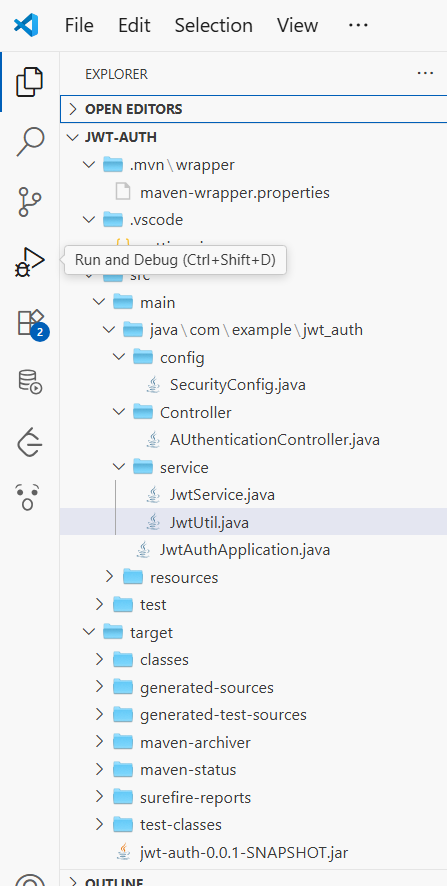 File Edit Selection View ···
EXPLORER ···
OPEN EDITORS
JWT-AUTH
.mvn\wrapper
maven-wrapper.properties
.vscode
Run and Debug (Ctrl+Shift+D)
src
main
java\com\example\jwt_auth
config
SecurityConfig.java
Controller
AUthenticationController.java
service
JwtService.java
JwtUtil.java
JwtAuthApplication.java
resources
test
target
classes
generated-sources
generated-test-sources
maven-archiver
maven-status
surefire-reports
test-classes
jwt-auth-0.0.1-SNAPSHOT.jar
OUTLINE
2